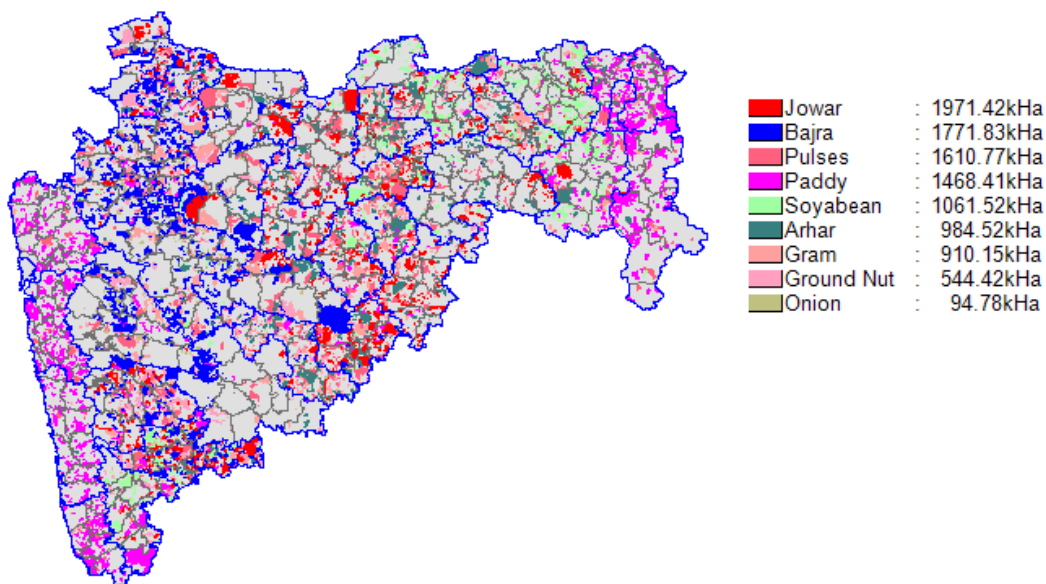 Jowar : 1971.42kHa
Bajra : 1771.83kHa
Pulses : 1610.77kHa
Paddy : 1468.41kHa
Soyabean : 1061.52kHa
Arhar : 984.52kHa
Gram : 910.15kHa
Ground Nut : 544.42kHa
Onion : 94.78kHa